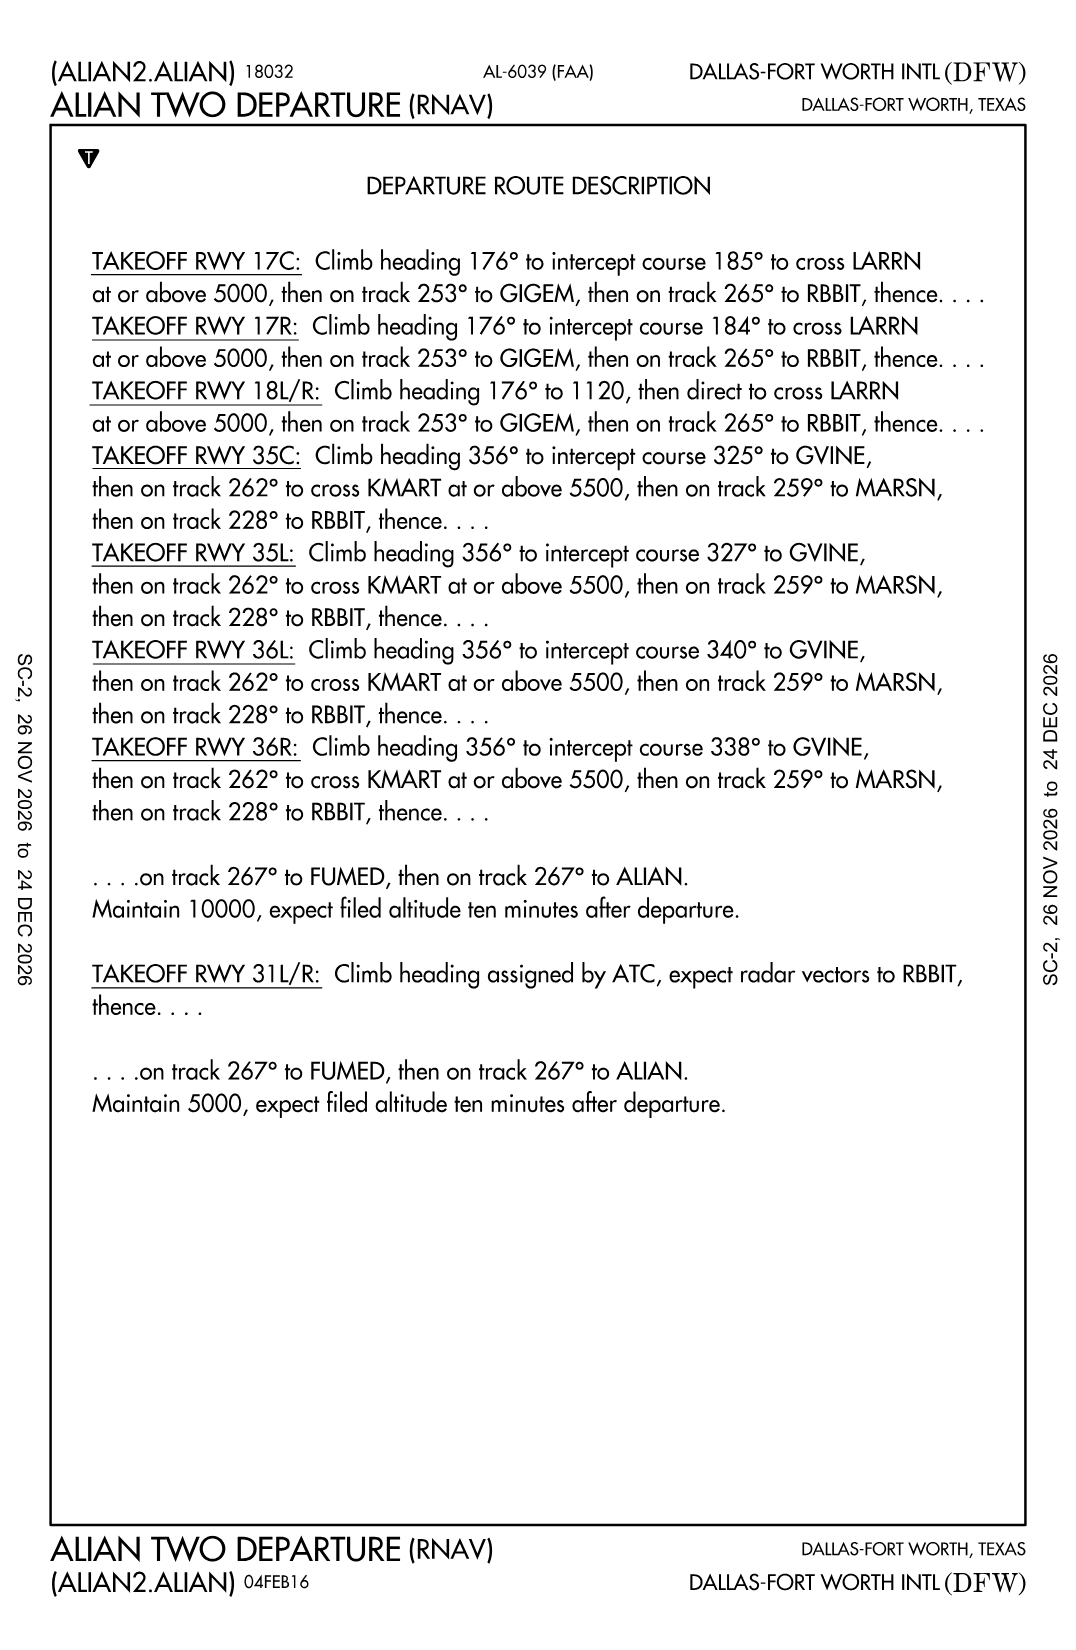 (ALIAN2.ALIAN) 18032 AL-6039 (FAA) DALLAS-FORT WORTH INTL (DFW)
ALIAN TWO DEPARTURE (RNAV) DALLAS-FORT WORTH, TEXAS
T
DEPARTURE ROUTE DESCRIPTION
TAKEOFF RWY 17C: Climb heading 176° to intercept course 185° to cross LARRN
at or above 5000, then on track 253° to GIGEM, then on track 265° to RBBIT, thence. . . .
TAKEOFF RWY 17R: Climb heading 176° to intercept course 184° to cross LARRN
at or above 5000, then on track 253° to GIGEM, then on track 265° to RBBIT, thence. . . .
TAKEOFF RWY 18L/R: Climb heading 176° to 1120, then direct to cross LARRN
at or above 5000, then on track 253° to GIGEM, then on track 265° to RBBIT, thence. . . .
TAKEOFF RWY 35C: Climb heading 356° to intercept course 325° to GVINE,
then on track 262° to cross KMART at or above 5500, then on track 259° to MARSN,
then on track 228° to RBBIT, thence. . . .
TAKEOFF RWY 35L: Climb heading 356° to intercept course 327° to GVINE,
then on track 262° to cross KMART at or above 5500, then on track 259° to MARSN,
then on track 228° to RBBIT, thence. . . .
TAKEOFF RWY 36L: Climb heading 356° to intercept course 340° to GVINE,
then on track 262° to cross KMART at or above 5500, then on track 259° to MARSN,
then on track 228° to RBBIT, thence. . . .
TAKEOFF RWY 36R: Climb heading 356° to intercept course 338° to GVINE,
then on track 262° to cross KMART at or above 5500, then on track 259° to MARSN,
then on track 228° to RBBIT, thence. . . .
. . . .on track 267° to FUMED, then on track 267° to ALIAN.
Maintain 10000, expect filed altitude ten minutes after departure.
TAKEOFF RWY 31L/R: Climb heading assigned by ATC, expect radar vectors to RBBIT,
thence. . . .
. . . .on track 267° to FUMED, then on track 267° to ALIAN.
Maintain 5000, expect filed altitude ten minutes after departure.
SC-2, 26 NOV 2026 to 24 DEC 2026
SC-2, 26 NOV 2026 to 24 DEC 2026
ALIAN TWO DEPARTURE (RNAV) DALLAS-FORT WORTH, TEXAS
(ALIAN2.ALIAN) 04FEB16 DALLAS-FORT WORTH INTL (DFW)